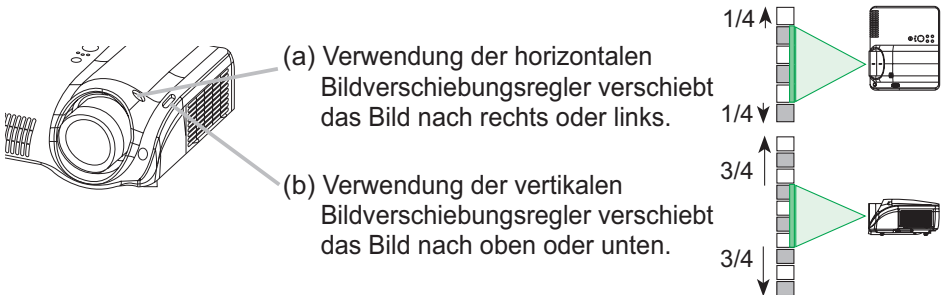 (a) Verwendung der horizontalen
Bildverschiebungsregler verschiebt
das Bild nach rechts oder links.
(b) Verwendung der vertikalen
Bildverschiebungsregler verschiebt
das Bild nach oben oder unten.
1/4
1/4
3/4
3/4